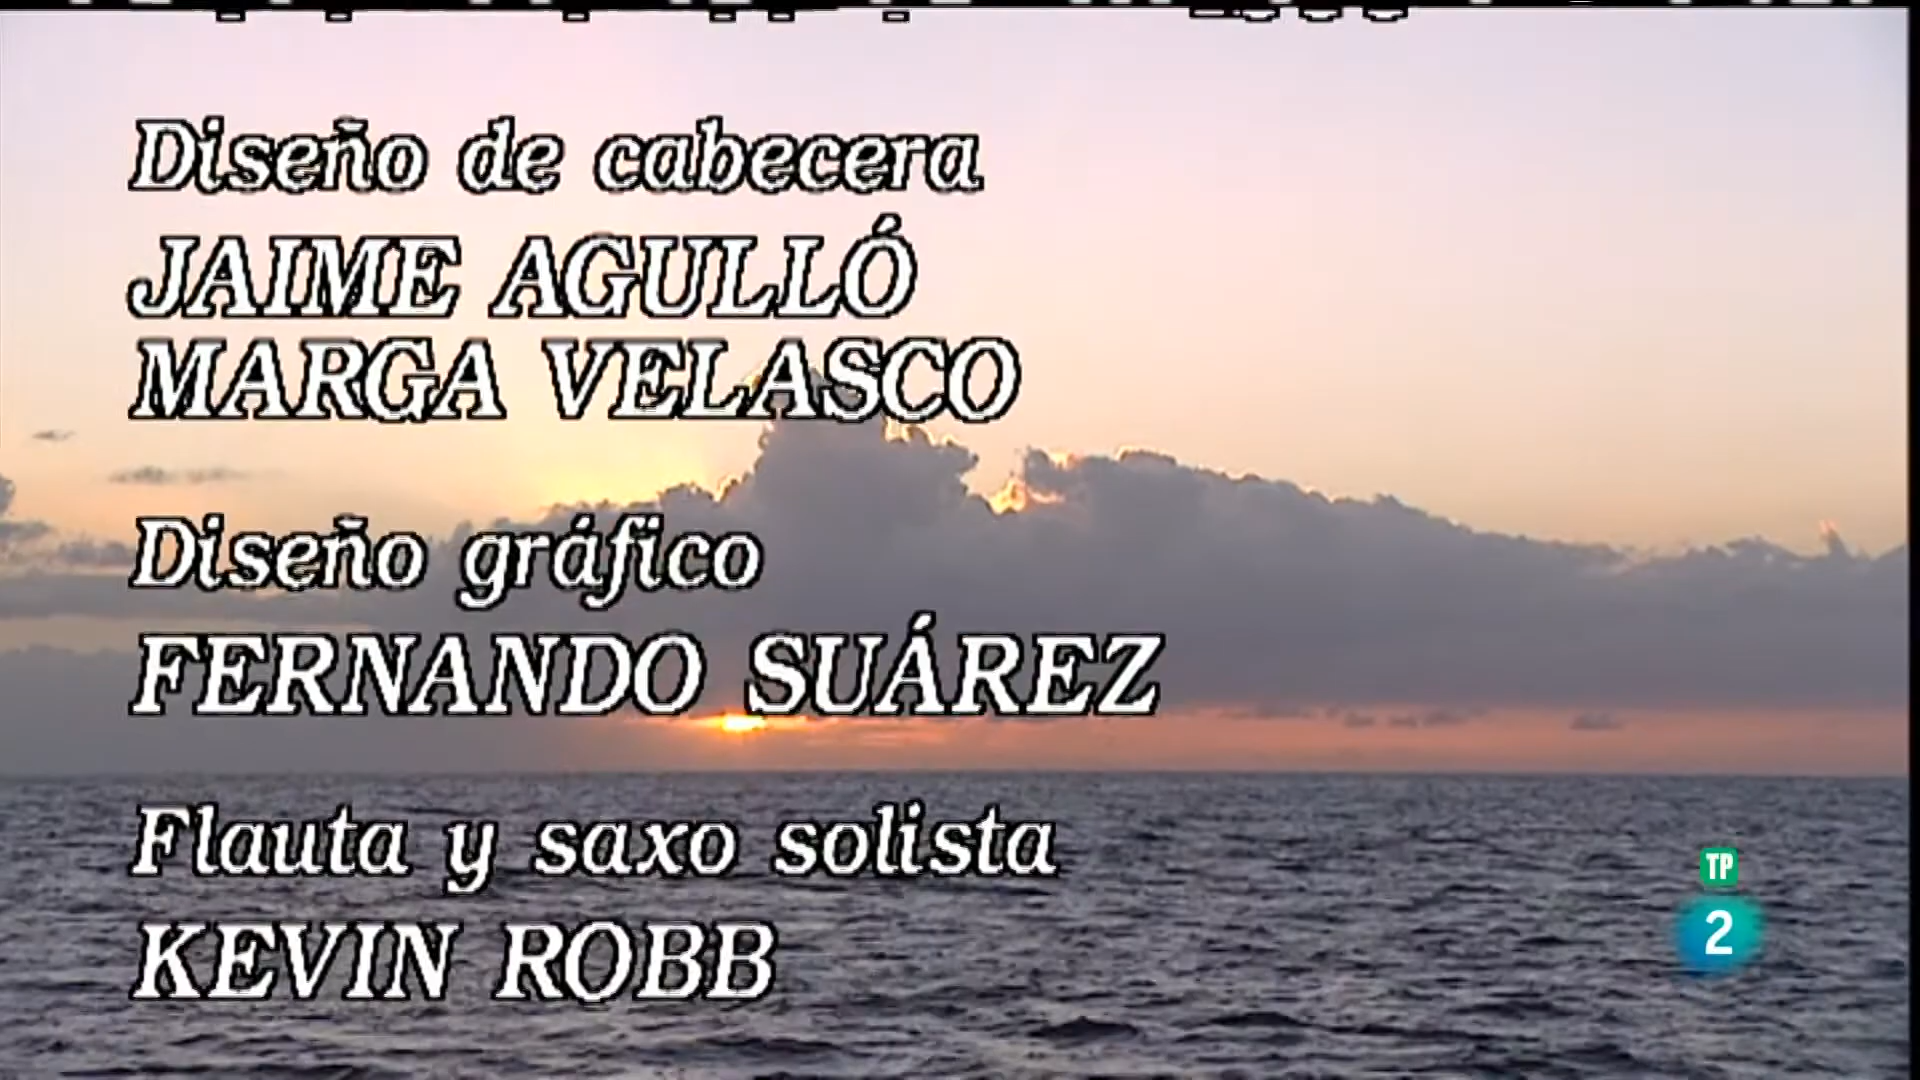 Diseño de cabecera
JAIME AGULLÓ
MARGA VELASCO
Diseño gráfico
FERNANDO SUÁREZ
Flauta y saxo solista
KEVIN ROBB
TP
2